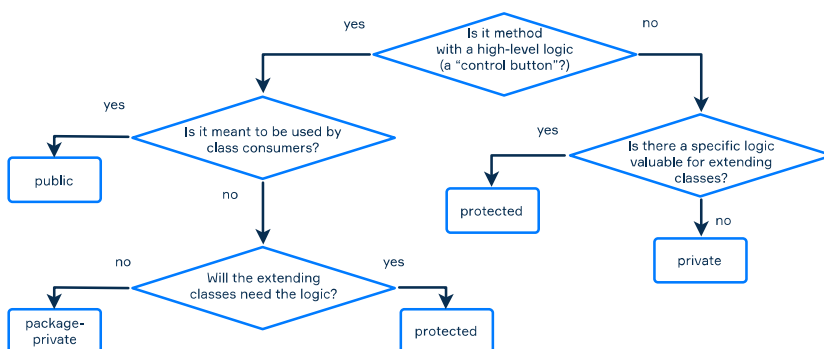 yes
Is it method
with a high-level logic
(a “control button”?)
no
yes
Is it meant to be used by
class consumers?
yes
Is there a specific logic
valuable for extending
classes?
public
no
protected
no
private
no
Will the extending
classes need the logic?
yes
package-
private
protected